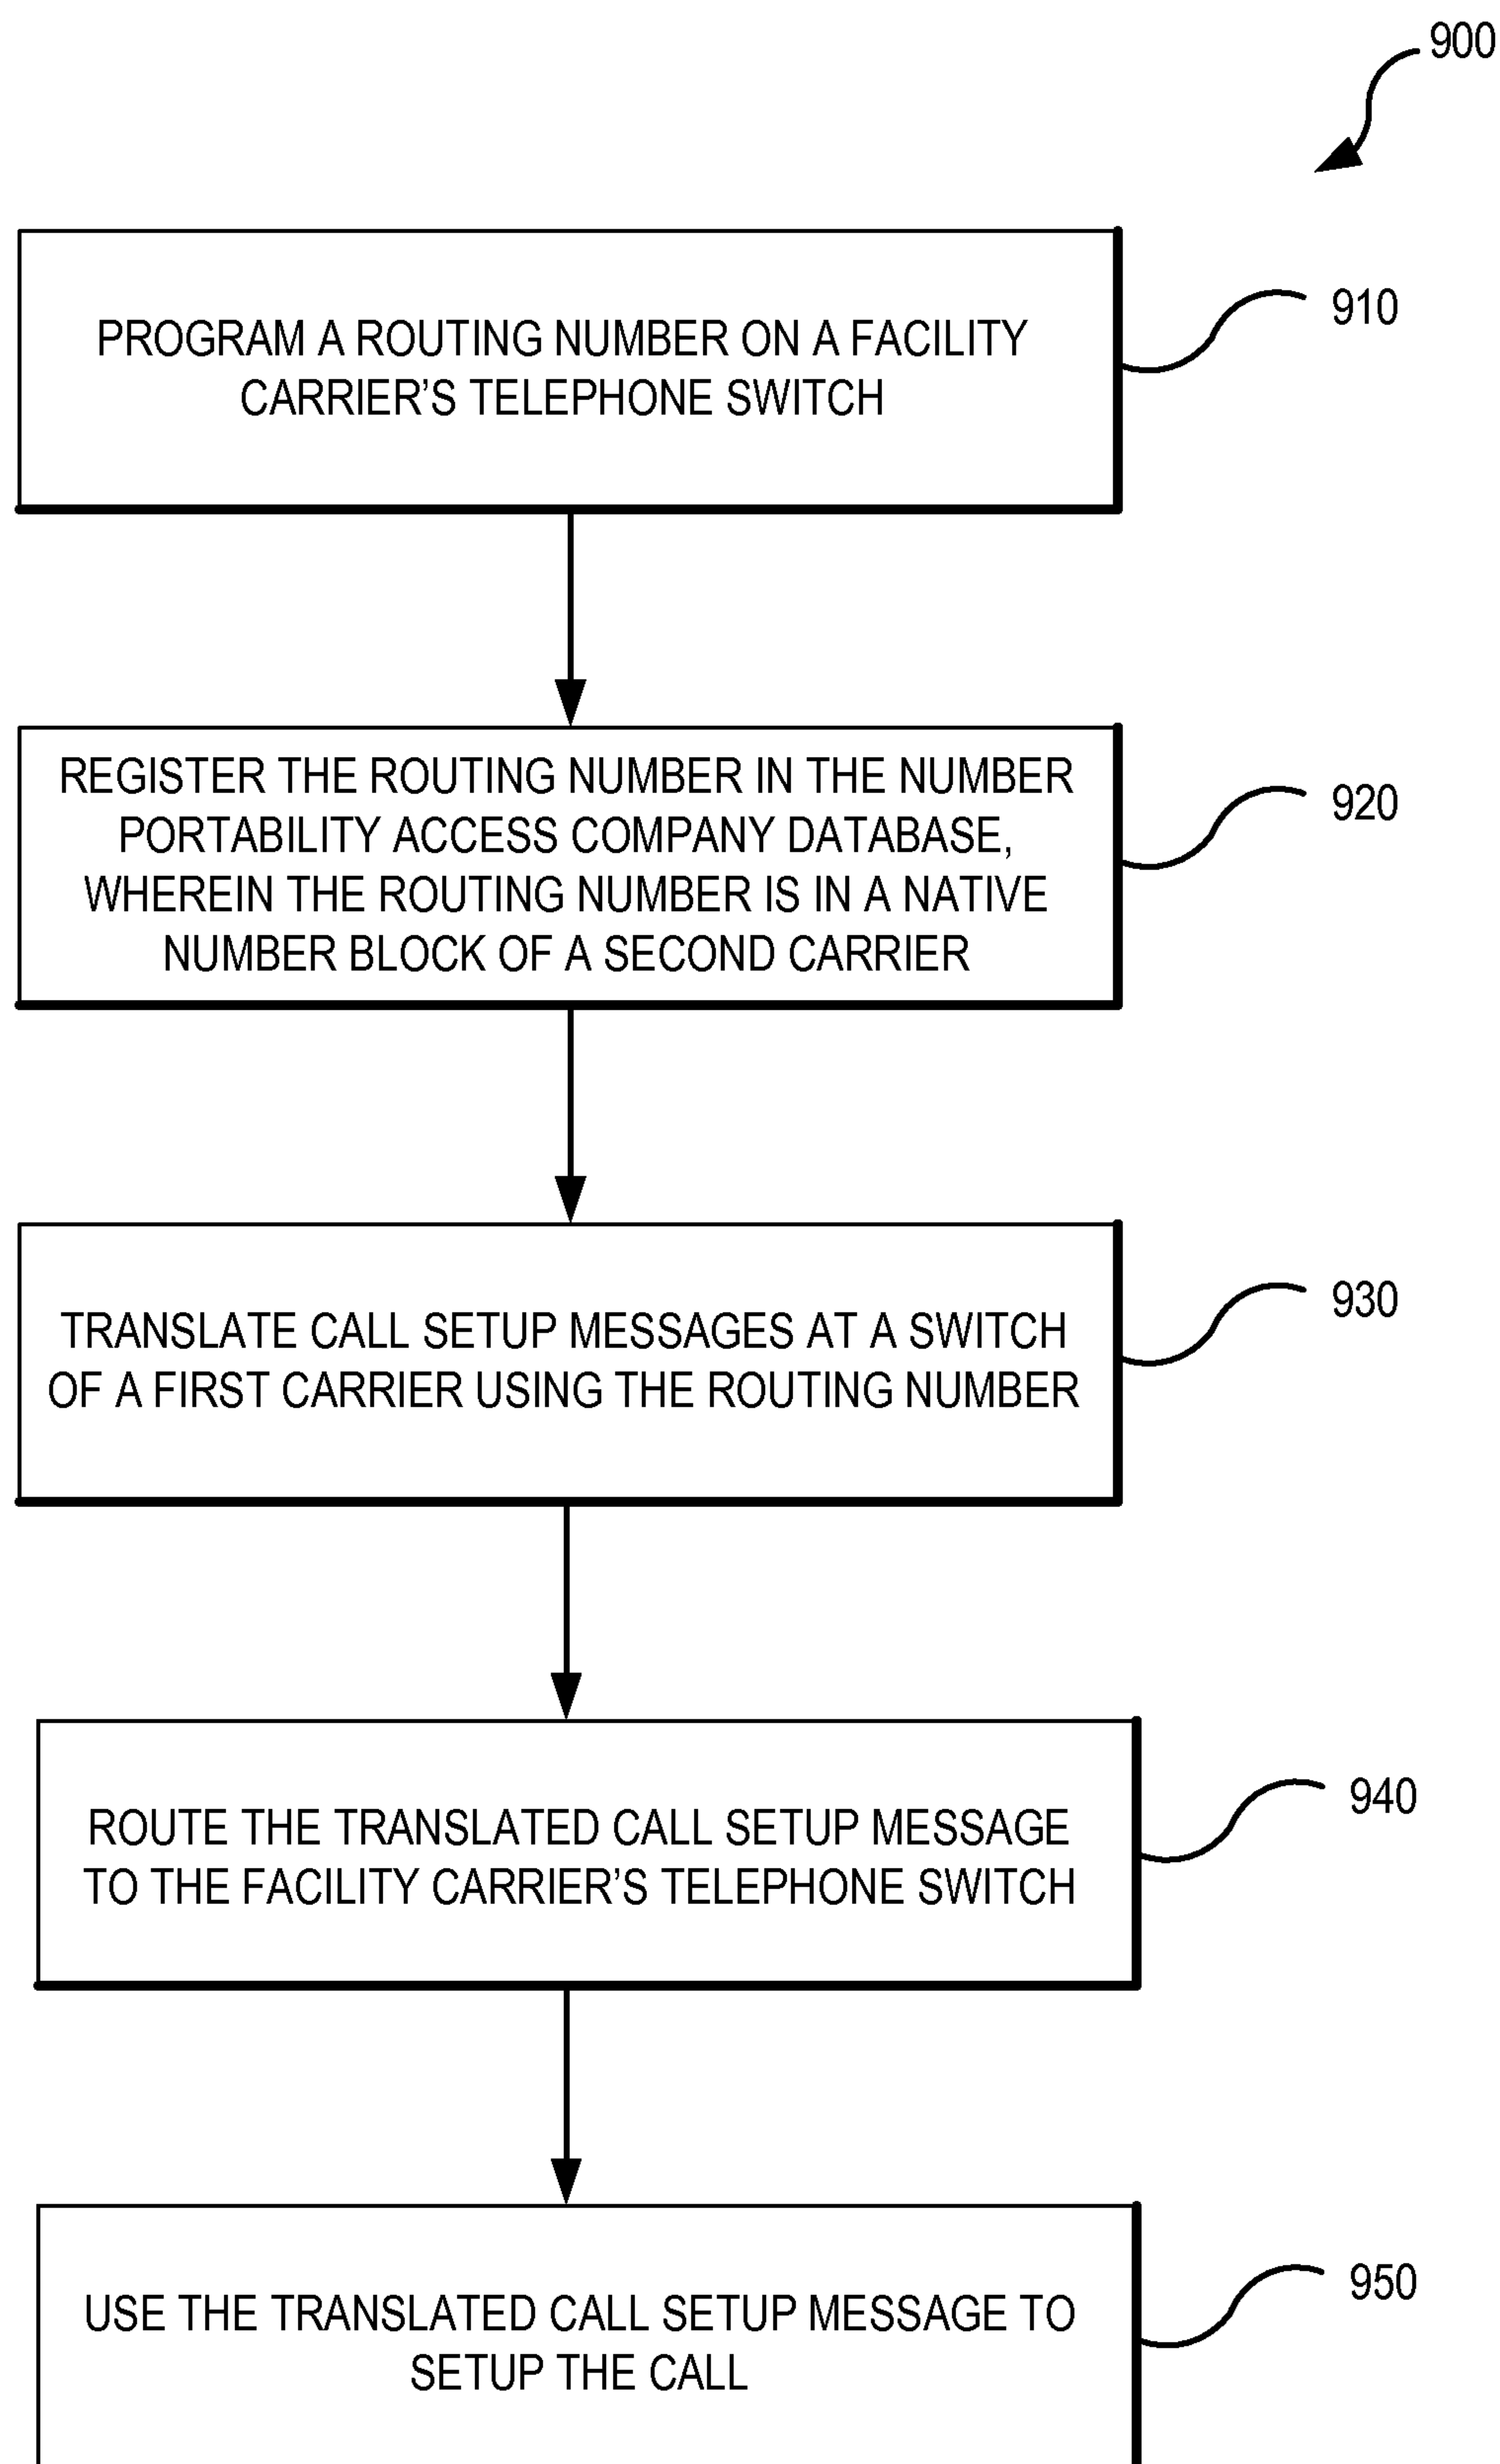 900
PROGRAM A ROUTING NUMBER ON A FACILITY
CARRIER'S TELEPHONE SWITCH
910
REGISTER THE ROUTING NUMBER IN THE NUMBER
PORTABILITY ACCESS COMPANY DATABASE,
WHEREIN THE ROUTING NUMBER IS IN A NATIVE
NUMBER BLOCK OF A SECOND CARRIER
920
TRANSLATE CALL SETUP MESSAGES AT A SWITCH
OF A FIRST CARRIER USING THE ROUTING NUMBER
930
ROUTE THE TRANSLATED CALL SETUP MESSAGE
TO THE FACILITY CARRIER'S TELEPHONE SWITCH
940
USE THE TRANSLATED CALL SETUP MESSAGE TO
SETUP THE CALL
950